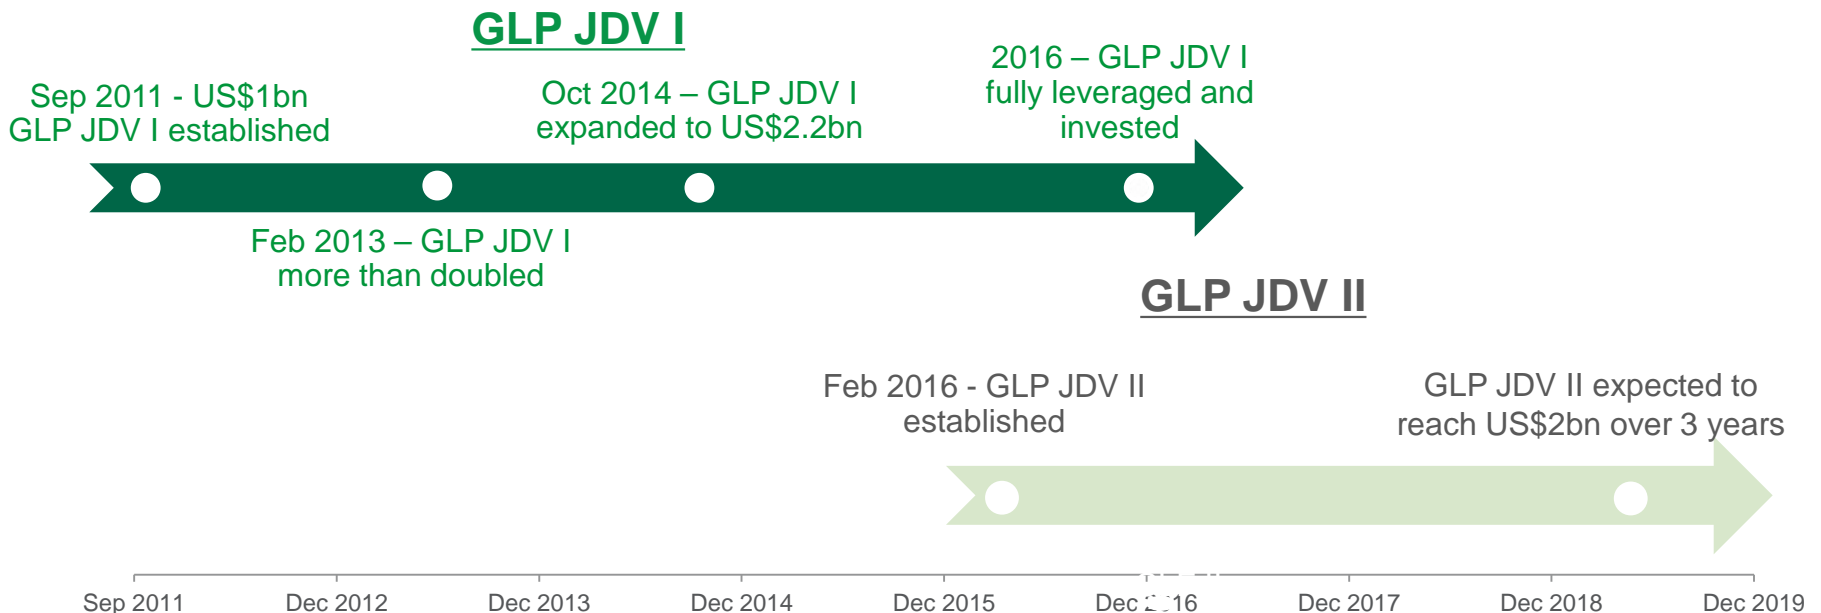 GLP JDV I
Sep 2011 - US$1bn
GLP JDV I established
Oct 2014 – GLP JDV I
expanded to US$2.2bn
2016 – GLP JDV I
fully leveraged and
invested
Feb 2013 – GLP JDV I
more than doubled
GLP JDV II
Feb 2016 - GLP JDV II
established
GLP JDV II expected to
reach US$2bn over 3 years
Sep 2011
Dec 2012
Dec 2013
Dec 2014
Dec 2015
Dec 2016
Dec 2017
Dec 2018
Dec 2019